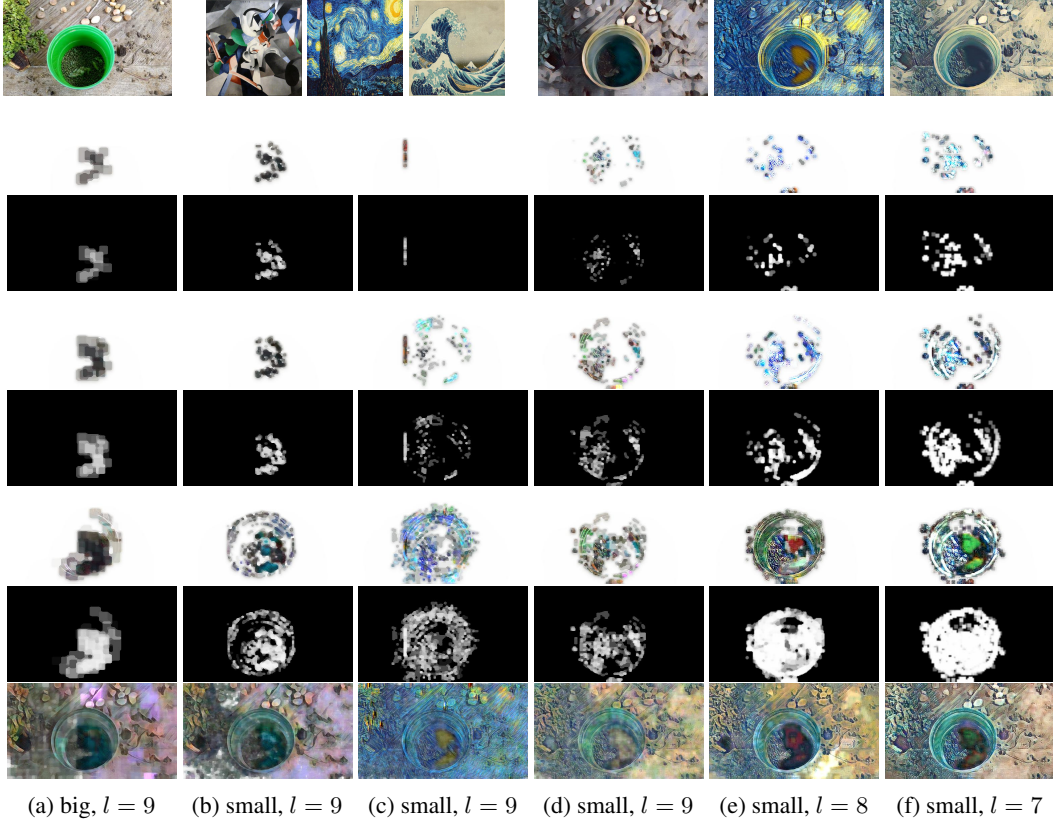 (a) big, l = 9 (b) small, l = 9 (c) small, l = 9 (d) small, l = 9 (e) small, l = 8 (f) small, l = 7